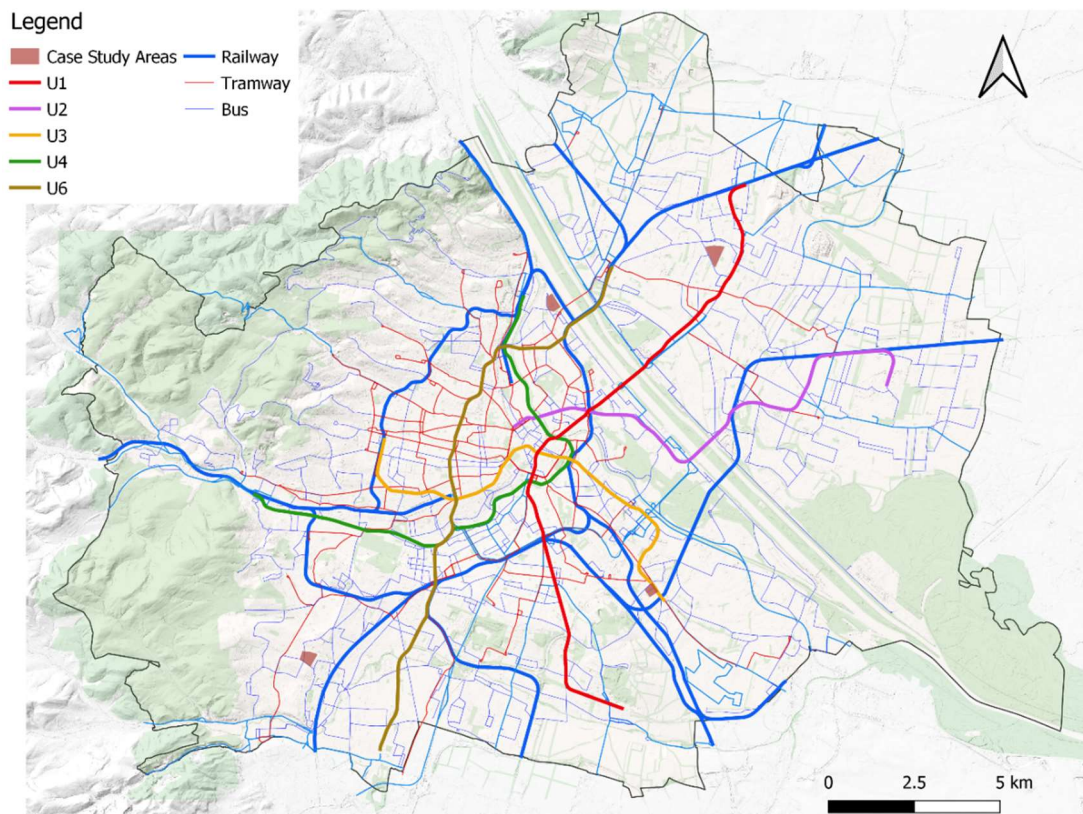 Legend
Case Study Areas
U1
U2
U3
U4
U6
Railway
Tramway
Bus
0 2.5 5 km